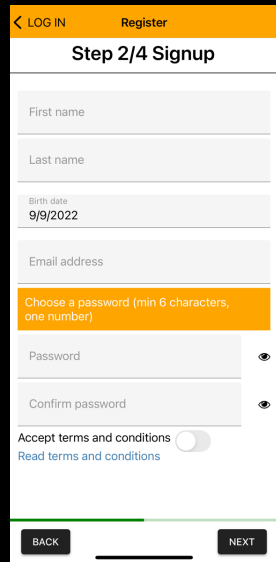 LOG IN
Register
Step 2/4 Signup
First name
Last name
Birth date
9/9/2022
Email address
Choose a password (min 6 characters,
one number)
Password
Confirm password
Accept terms and conditions
Read terms and conditions
BACK
NEXT